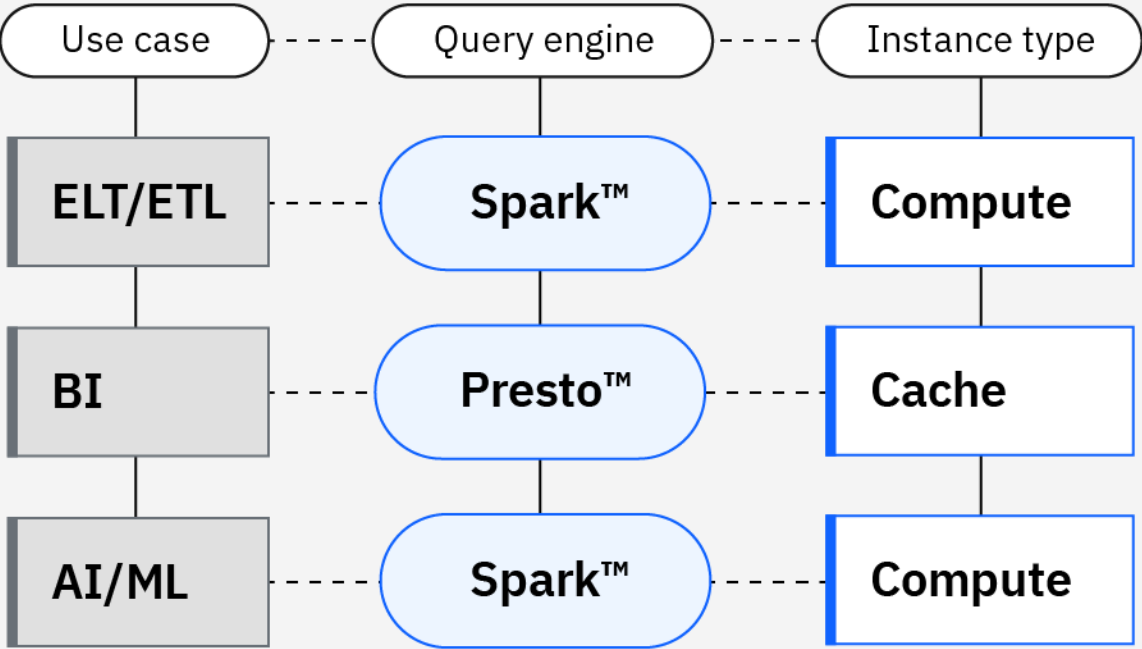 Use case
Query engine
Instance type
ELT/ETL
Spark™
Compute
BI
Presto™
Cache
AI/ML
Spark™
Compute